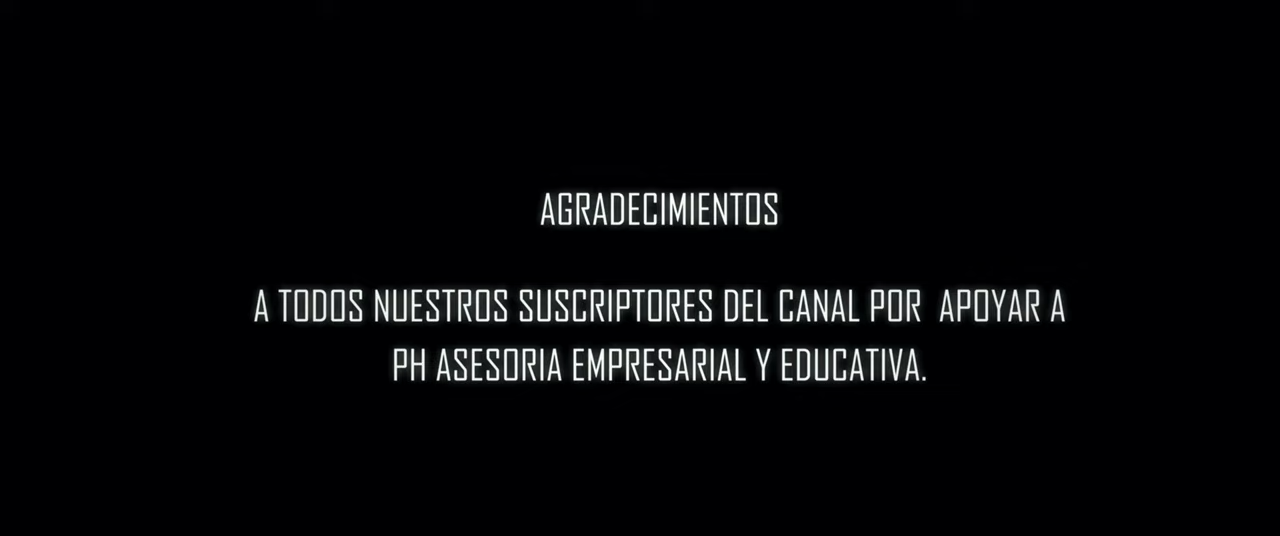 AGRADECIMIENTOS
A TODOS NUESTROS SUSCRIPTORES DEL CANAL POR  APOYAR A
PH ASESORIA EMPRESARIAL Y EDUCATIVA.